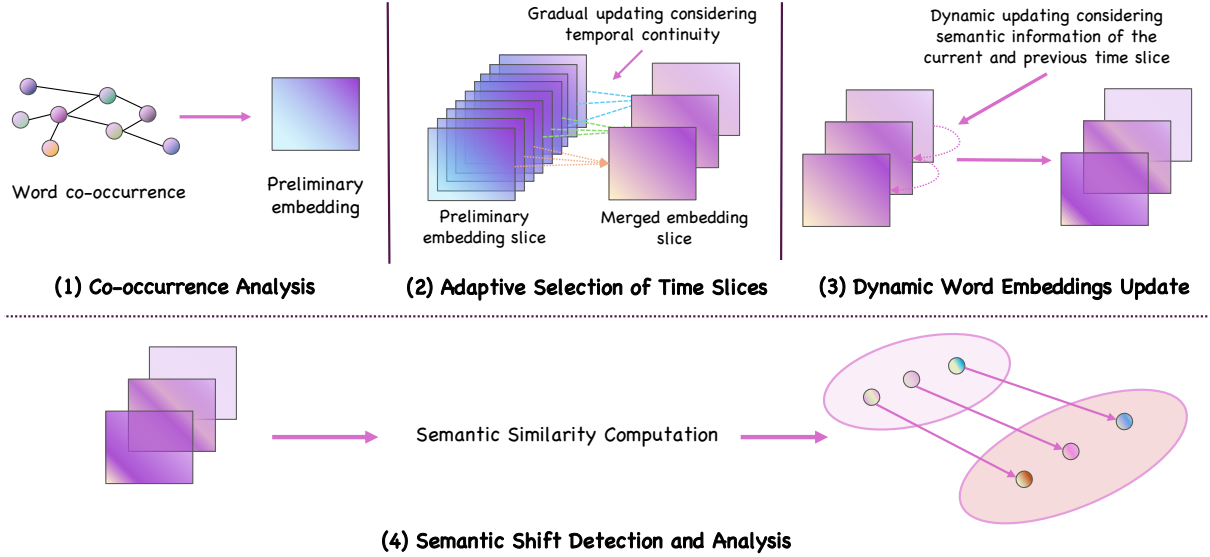 Word co-occurrence
Preliminary
embedding
(1) Co-occurrence Analysis
Gradual updating considering
temporal continuity
Preliminary
embedding slice
Merged embedding
slice
(2) Adaptive Selection of Time Slices
Dynamic updating considering
semantic information of the
current and previous time slice
(3) Dynamic Word Embeddings Update
Semantic Similarity Computation
(4) Semantic Shift Detection and Analysis